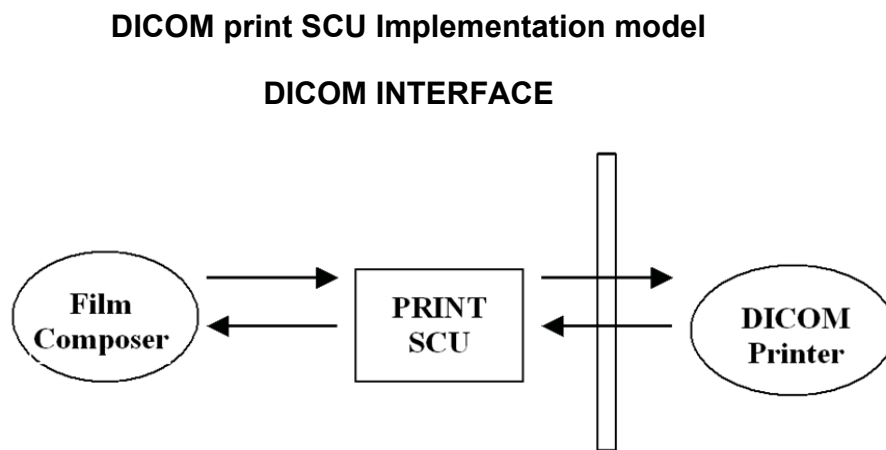 DICOM print SCU Implementation model
DICOM INTERFACE
Film
Composer
PRINT
SCU
DICOM
Printer